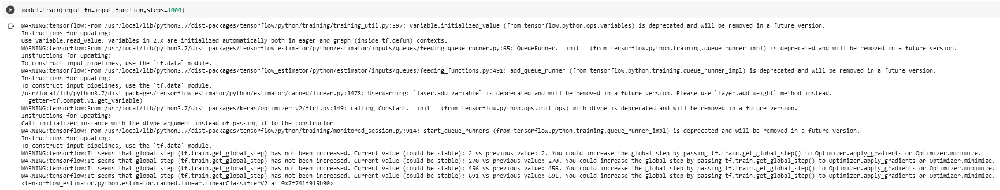 model.train(input_fn=input_function,steps=1000)
WARNING:tensorflow:From /usr/local/lib/python3.7/dist-packages/tensorflow/python/training/training_util.py:397: Variable.initialized_value (from tensorflow.python.ops.variables) is deprecated and will be removed in a future version.
Instructions for updating:
Use Variable.read_value. Variables in 2.X are initialized automatically both in eager and graph (inside tf.defun) contexts.
WARNING:tensorflow:From /usr/local/lib/python3.7/dist-packages/tensorflow_estimator/python/estimator/inputs/queues/feeding_queue_runner.py:65: QueueRunner.__init__ (from tensorflow.python.training.queue_runner_impl) is deprecated and will be removed in a future version.
Instructions for updating:
To construct input pipelines, use the `tf.data` module.
WARNING:tensorflow:From /usr/local/lib/python3.7/dist-packages/tensorflow_estimator/python/estimator/inputs/queues/feeding_functions.py:491: add_queue_runner (from tensorflow.python.training.queue_runner_impl) is deprecated and will be removed in a future version.
Instructions for updating:
To construct input pipelines, use the `tf.data` module.
/usr/local/lib/python3.7/dist-packages/tensorflow_estimator/python/estimator/canned/linear.py:1478: UserWarning: `layer.add_variable` is deprecated and will be removed in a future version. Please use `layer.add_weight` method instead.
  getter=tf.compat.v1.get_variable)
WARNING:tensorflow:From /usr/local/lib/python3.7/dist-packages/keras/optimizer_v2/ftrl.py:149: calling Constant.__init__ (from tensorflow.python.ops.init_ops) with dtype is deprecated and will be removed in a future version.
Instructions for updating:
Call initializer instance with the dtype argument instead of passing it to the constructor
WARNING:tensorflow:From /usr/local/lib/python3.7/dist-packages/tensorflow/python/training/monitored_session.py:914: start_queue_runners (from tensorflow.python.training.queue_runner_impl) is deprecated and will be removed in a future version.
Instructions for updating:
To construct input pipelines, use the `tf.data` module.
WARNING:tensorflow:It seems that global step (tf.train.get_global_step) has not been increased. Current value (could be stable): 2 vs previous value: 2. You could increase the global step by passing tf.train.get_global_step() to Optimizer.apply_gradients or Optimizer.minimize.
WARNING:tensorflow:It seems that global step (tf.train.get_global_step) has not been increased. Current value (could be stable): 270 vs previous value: 270. You could increase the global step by passing tf.train.get_global_step() to Optimizer.apply_gradients or Optimizer.minimize.
WARNING:tensorflow:It seems that global step (tf.train.get_global_step) has not been increased. Current value (could be stable): 456 vs previous value: 456. You could increase the global step by passing tf.train.get_global_step() to Optimizer.apply_gradients or Optimizer.minimize.
WARNING:tensorflow:It seems that global step (tf.train.get_global_step) has not been increased. Current value (could be stable): 691 vs previous value: 691. You could increase the global step by passing tf.train.get_global_step() to Optimizer.apply_gradients or Optimizer.minimize.
<tensorflow_estimator.python.estimator.canned.linear.LinearClassifierV2 at 0x7f741f915b90>